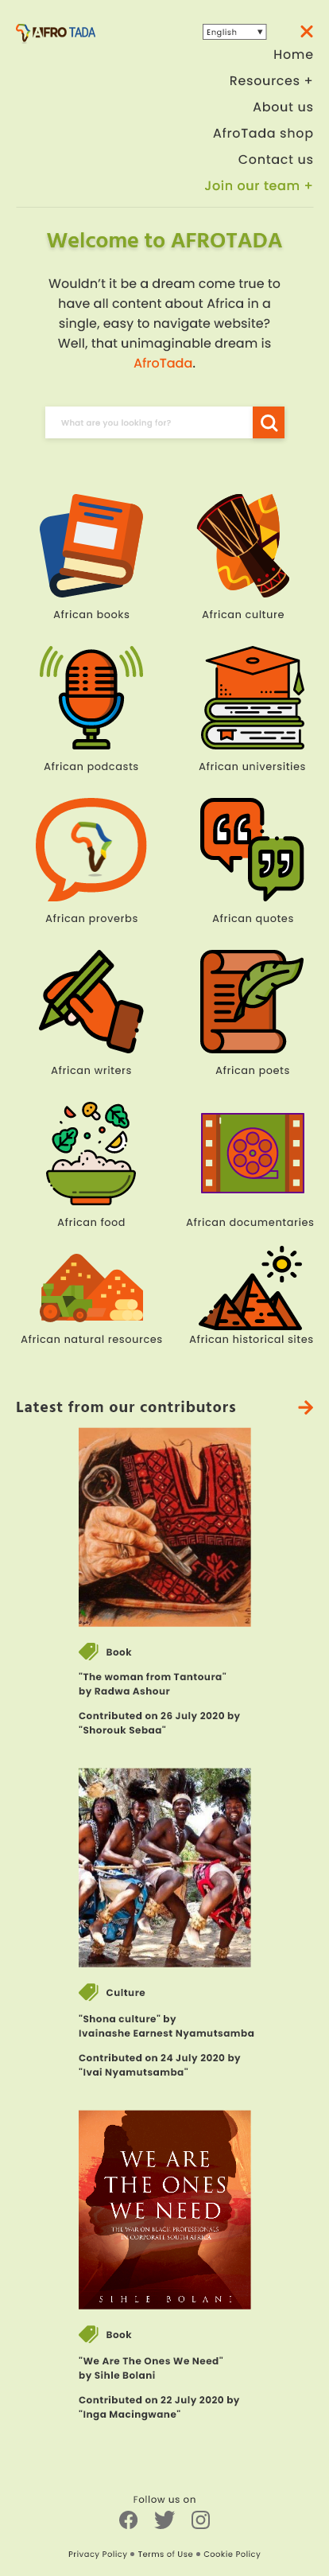 AFRO TADA
English
Home
Resources +
About us
AfroTada shop
Contact us
Join our team +
Welcome to AFROTADA
Wouldn't it be a dream come true to
have all content about Africa in a
single, easy to navigate website?
Well, that unimaginable dream is
AfroTada.
What are you looking for?
African books
African culture
African podcasts
African universities
African proverbs
African quotes
African writers
African poets
African food
African documentaries
African natural resources
African historical sites
Latest from our contributors
Book
"The woman from Tantoura"
by Radwa Ashour
Contributed on 26 July 2020 by
"Shorouk Sebaa"
Culture
"Shona culture" by
Ivainashe Earnest Nyamutsamba
Contributed on 24 July 2020 by
"Ivai Nyamutsamba"
WE ARE
THE ONES
WE NEED
THE WAR ON BLACK PROFESSIONALS
IN CORPORATE SOUTH AFRICA
SIHLE BOLANI
Book
"We Are The Ones We Need"
by Sihle Bolani
Contributed on 22 July 2020 by
"Inga Macingwane"
Follow us on
Privacy Policy • Terms of Use • Cookie Policy